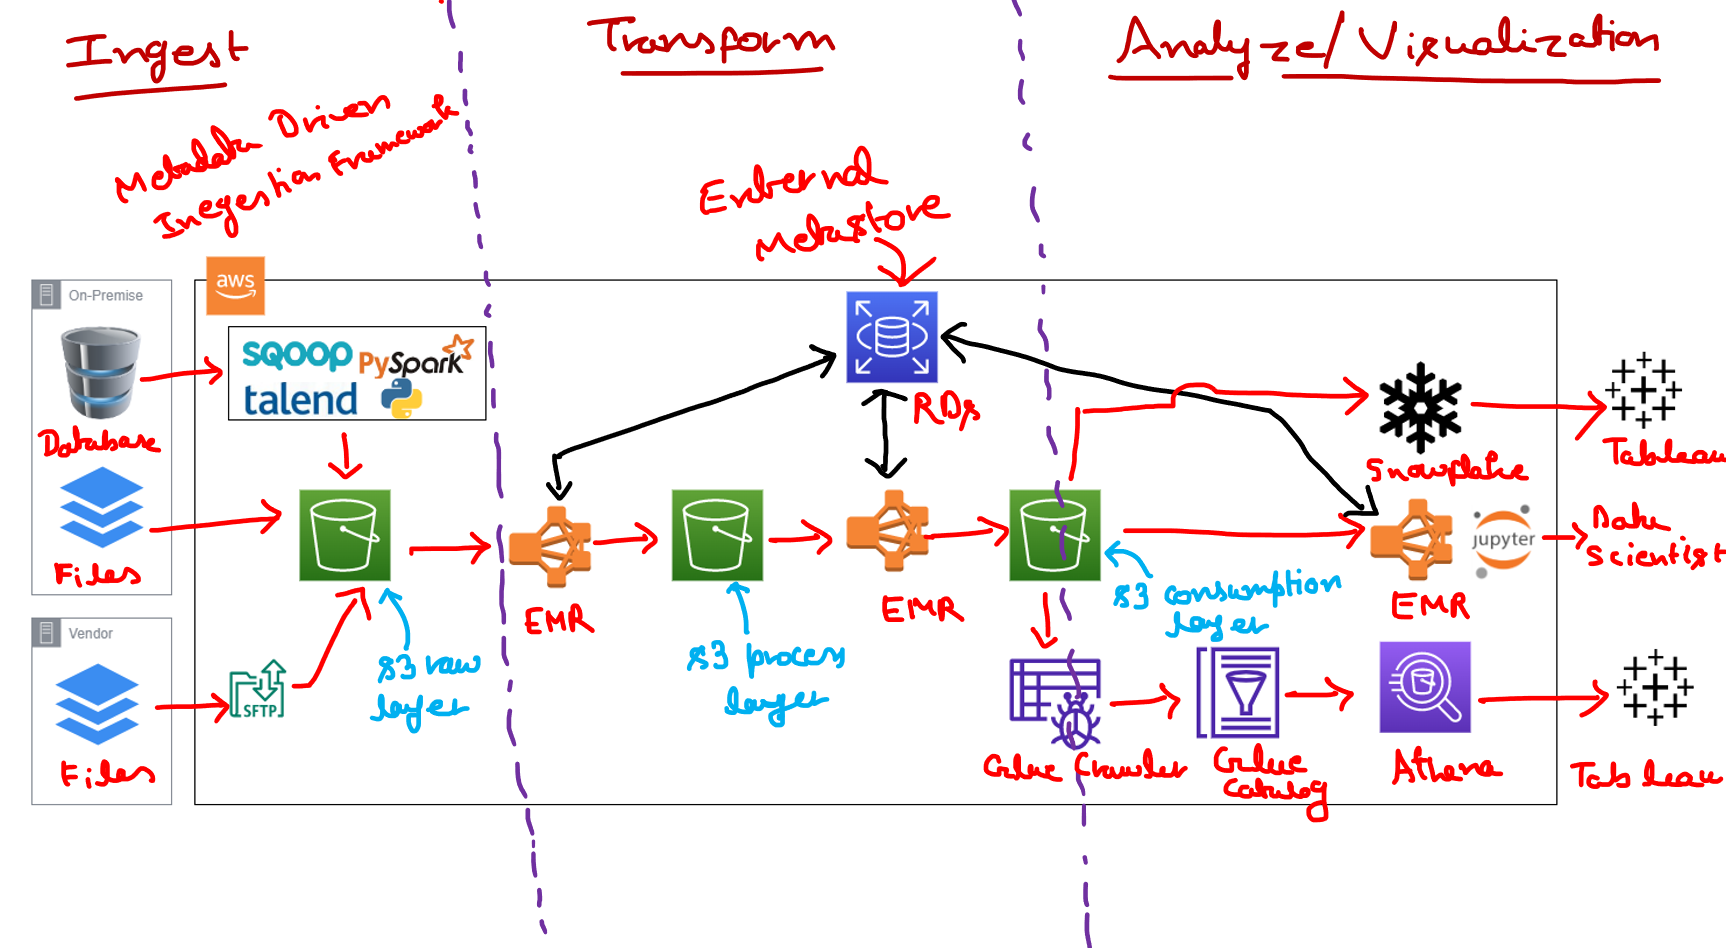 Ingest
Transform
Analyze/Visualization
Metadata Driven
Inegestion Framework
External
Metastore
aws
On-Premise
SQOOP PySpark
talend
Database
RDS
Snowflake
Tableau
Files
EMR
EMR
EMR
jupyter
Data
Scientist
S3 raw
layer
S3 process
layer
S3 consumption
layer
Vendor
SFTP
Files
Glue Crawler
Glue
Catalog
Athena
Tableau